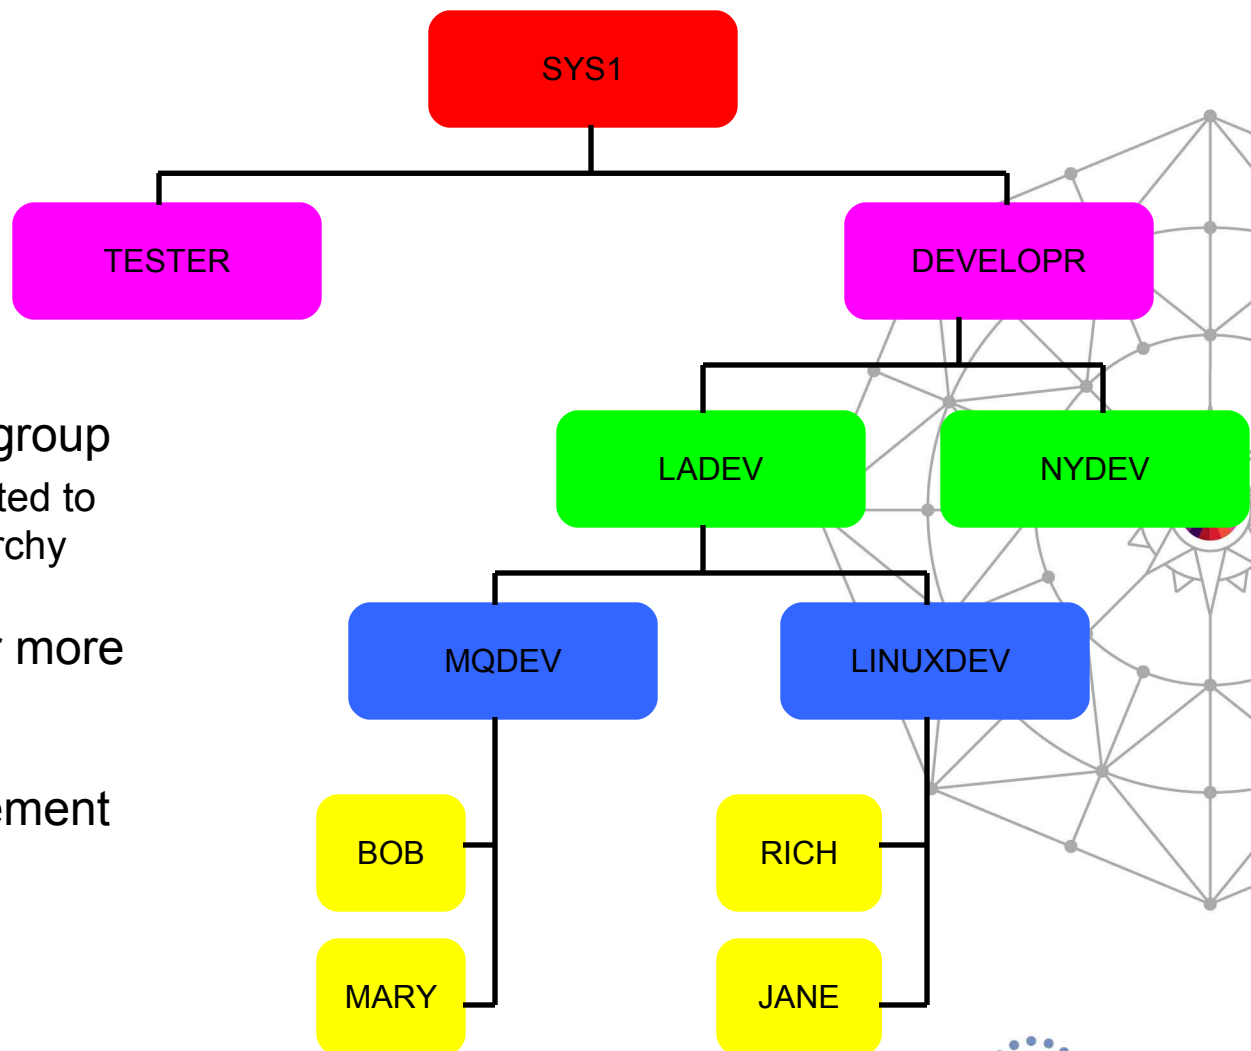 SYS1
TESTER
DEVELOPR
group
ted to
rchy
more
ement
LADEV
NYDEV
MQDEV
LINUXDEV
BOB
RICH
MARY
JANE